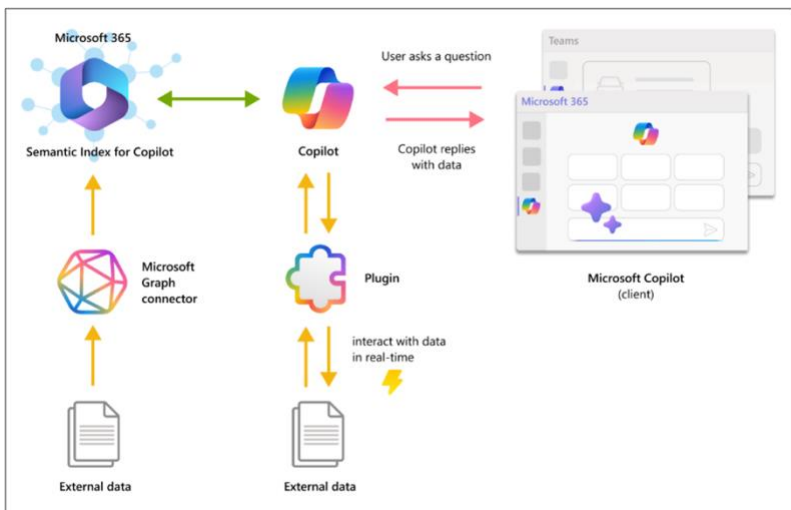 Microsoft 365
Semantic Index for Copilot
Copilot
User asks a question
Copilot replies
with data
Teams
Microsoft 365
Microsoft Copilot
(client)
Microsoft
Graph
connector
Plugin
interact with data
in real-time
External data
External data